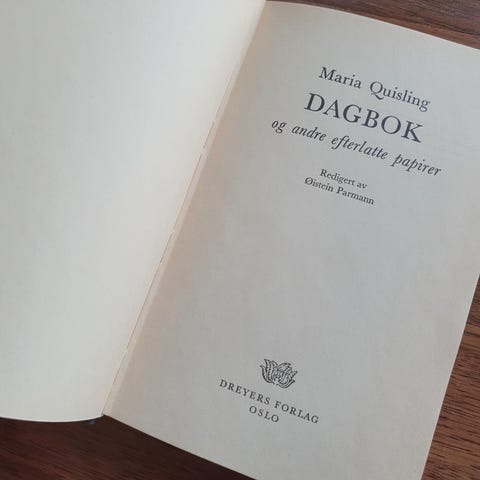 Maria Quisling
DAGBOK
og andre efterlatte papirer
Redigert av
Øistein Parmann
DREYERS FORLAG
OSLO